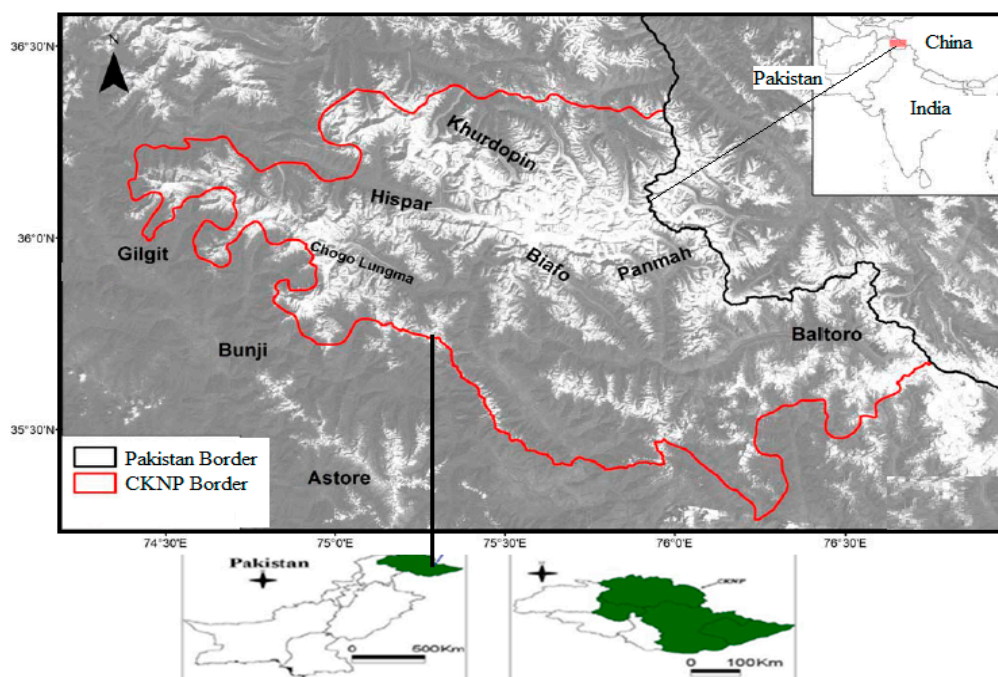 36°30'N
N
China
Pakistan
India
Khurdopin
Hispar
36°0'N
Gilgit
Chogo Lungma
Biafo
Panmah
Baltoro
Bunji
35°30'N
Pakistan Border
CKNP Border
Astore
74°30'E
75°0'E
75°30'E
76°0'E
76°30'E
Pakistan
CKNP
0 500Km
0 100Km